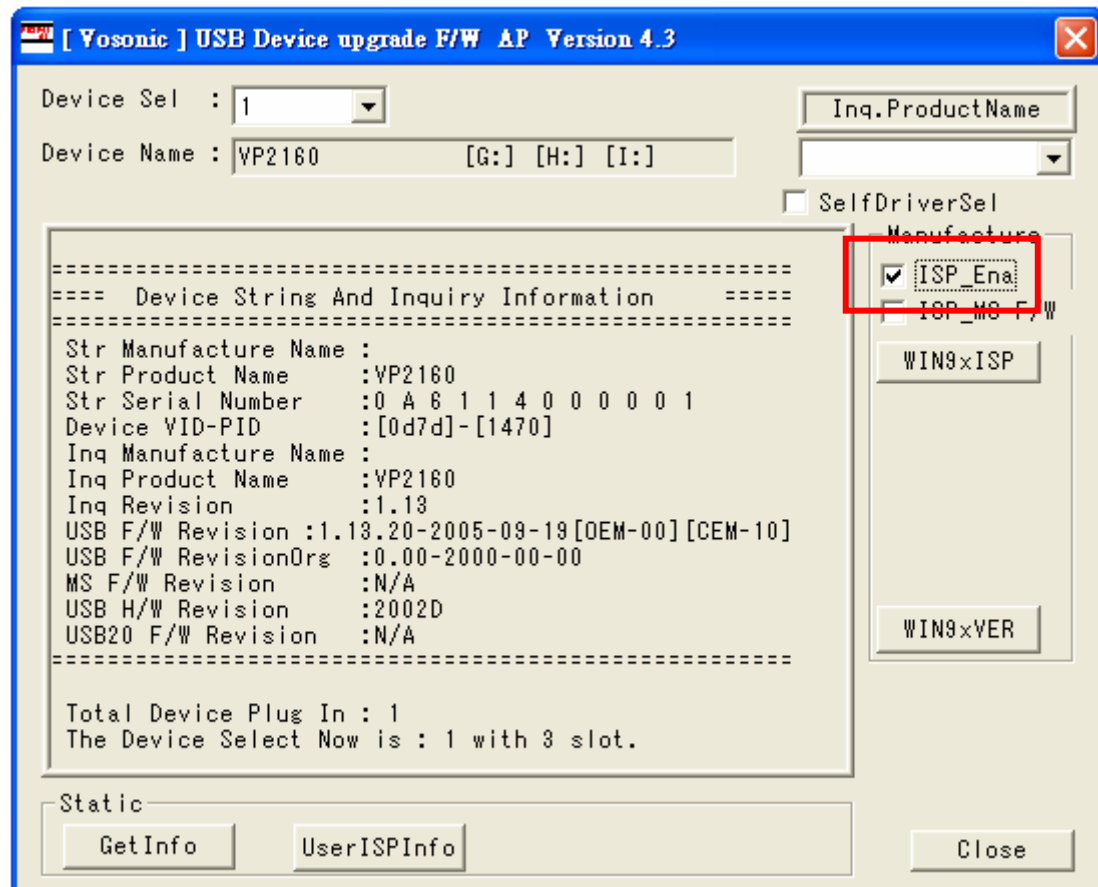 [ Vosonic ] USB Device upgrade F/W AP Version 4.3
Device Sel : 1
Inq.ProductName
Device Name : VP2160 [G:] [H:] [I:]
SelfDriverSel
Manufacture
ISP_Ena
ISP_MS F/W
WIN9xISP
WIN9xVER
=====================================================
==== Device String And Inquiry Information =====
=====================================================
Str Manufacture Name :
Str Product Name :VP2160
Str Serial Number :0 A 6 1 1 4 0 0 0 0 0 1
Device VID-PID :[0d7d]-[1470]
Inq Manufacture Name :
Inq Product Name :VP2160
Inq Revision :1.13
USB F/W Revision :1.13.20-2005-09-19[OEM-00][CEM-10]
USB F/W RevisionOrg :0.00-2000-00-00
MS F/W Revision :N/A
USB H/W Revision :2002D
USB20 F/W Revision :N/A
=====================================================
Total Device Plug In : 1
The Device Select Now is : 1 with 3 slot.
Static
GetInfo
UserISPInfo
Close